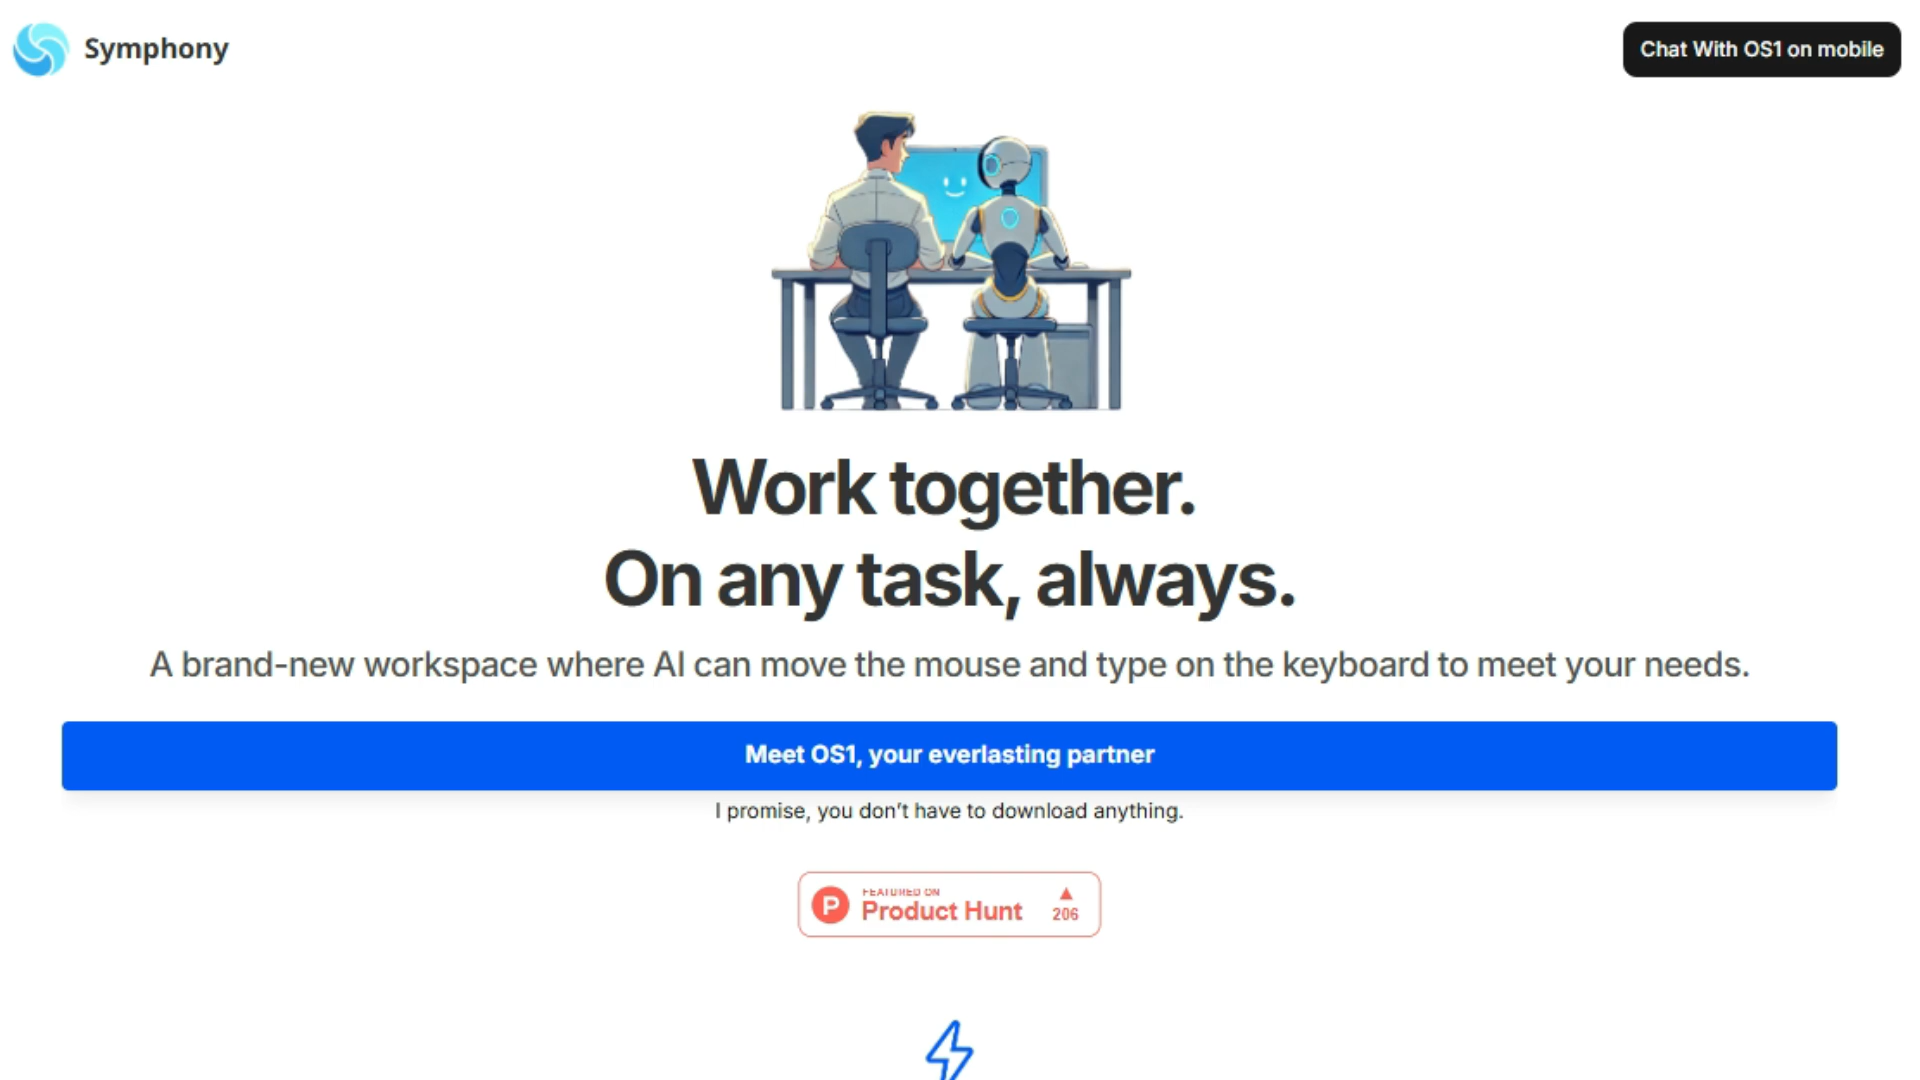 Symphony
Chat With OS1 on mobile
Work together.
On any task, always.
A brand-new workspace where AI can move the mouse and type on the keyboard to meet your needs.
Meet OS1, your everlasting partner
I promise, you don’t have to download anything.
P
FEATURED ON
Product Hunt
▲
206